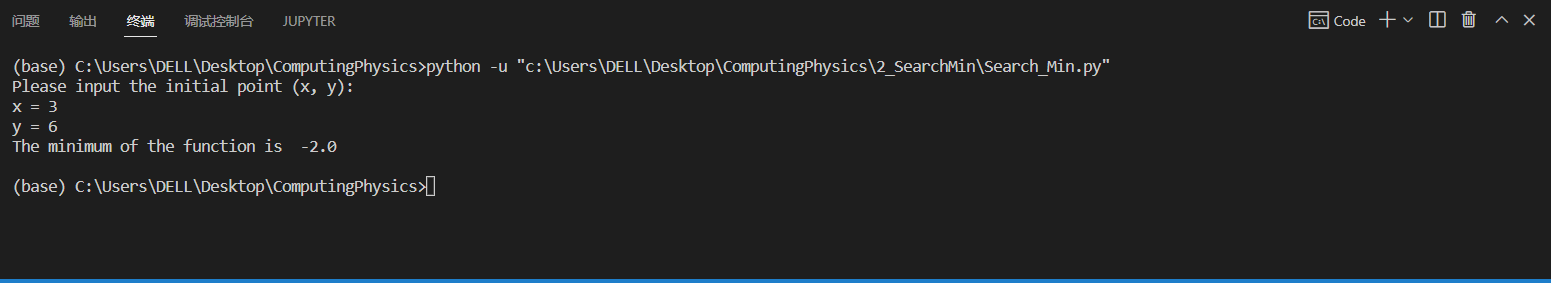 问题 输出 终端 调试控制台 JUPYTER Code
(base) C:\Users\DELL\Desktop\ComputingPhysics>python -u "c:\Users\DELL\Desktop\ComputingPhysics\2_SearchMin\Search_Min.py"
Please input the initial point (x, y):
x = 3
y = 6
The minimum of the function is  -2.0
(base) C:\Users\DELL\Desktop\ComputingPhysics>